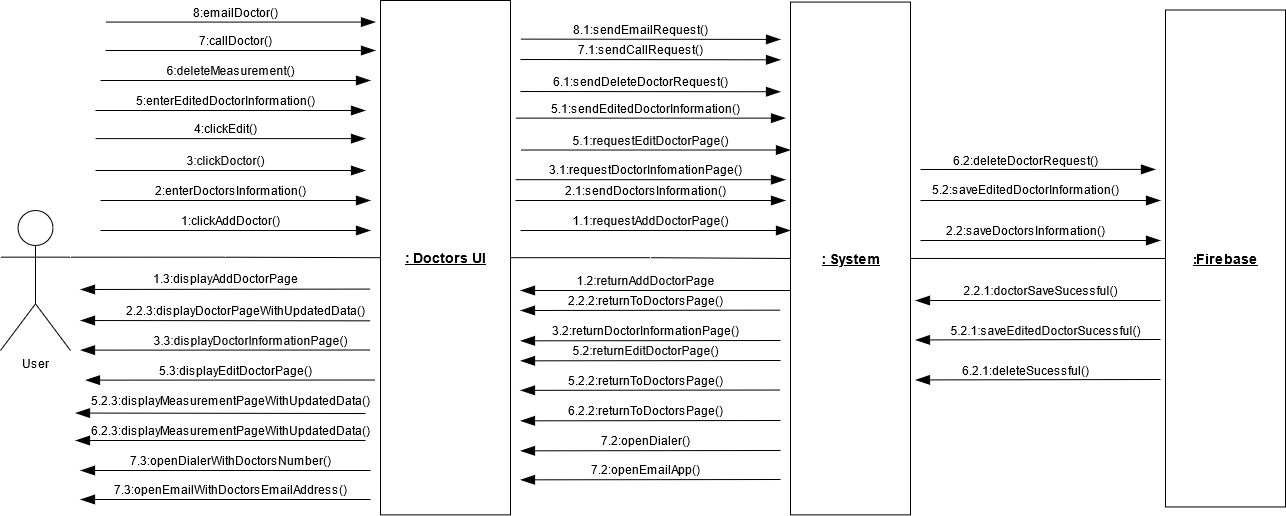 8:emailDoctor()
7:callDoctor()
6:deleteMeasurement()
5:enterEditedDoctorInformation()
4:clickEdit()
3:clickDoctor()
2:enterDoctorsInformation()
1:clickAddDoctor()
User
1.3:displayAddDoctorPage
2.2.3:displayDoctorPageWithUpdatedData()
3.3:displayDoctorInformationPage()
5.3:displayEditDoctorPage()
5.2.3:displayMeasurementPageWithUpdatedData()
6.2.3:displayMeasurementPageWithUpdatedData()
7.3:openDialerWithDoctorsNumber()
7.3:openEmailWithDoctorsEmailAddress()
: Doctors UI
8.1:sendEmailRequest()
7.1:sendCallRequest()
6.1:sendDeleteDoctorRequest()
5.1:sendEditedDoctorInformation()
5.1:requestEditDoctorPage()
3.1:requestDoctorInfomationPage()
2.1:sendDoctorsInformation()
1.1:requestAddDoctorPage()
1.2:returnAddDoctorPage
2.2.2:returnToDoctorsPage()
3.2:returnDoctorInformationPage()
5.2:returnEditDoctorPage()
5.2.2:returnToDoctorsPage()
6.2.2:returnToDoctorsPage()
7.2:openDialer()
7.2:openEmailApp()
: System
6.2:deleteDoctorRequest()
5.2:saveEditedDoctorInformation()
2.2:saveDoctorsInformation()
2.2.1:doctorSaveSucessful()
5.2.1:saveEditedDoctorSucessful()
6.2.1:deleteSucessful()
:Firebase